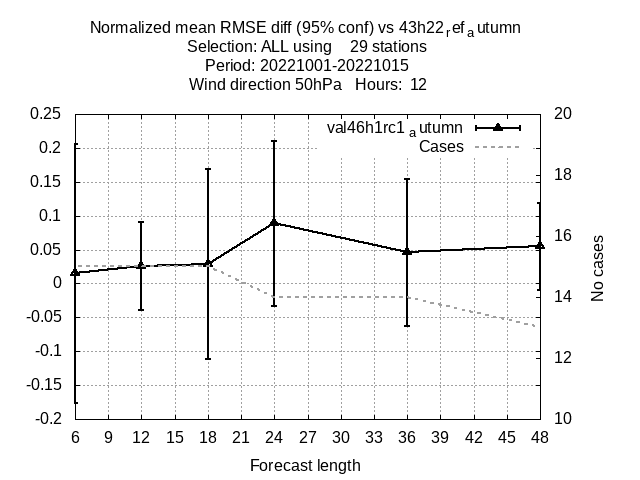 Normalized mean RMSE diff (95% conf) vs 43h22refautumn
Selection: ALL using 29 stations
Period: 20221001-20221015
Wind direction 50hPa Hours: 12
val46h1rc1autumn
Cases
0.25
0.2
0.15
0.1
0.05
0
-0.05
-0.1
-0.15
-0.2
20
18
16
14
12
10
No cases
6 9 12 15 18 21 24 27 30 33 36 39 42 45 48
Forecast length